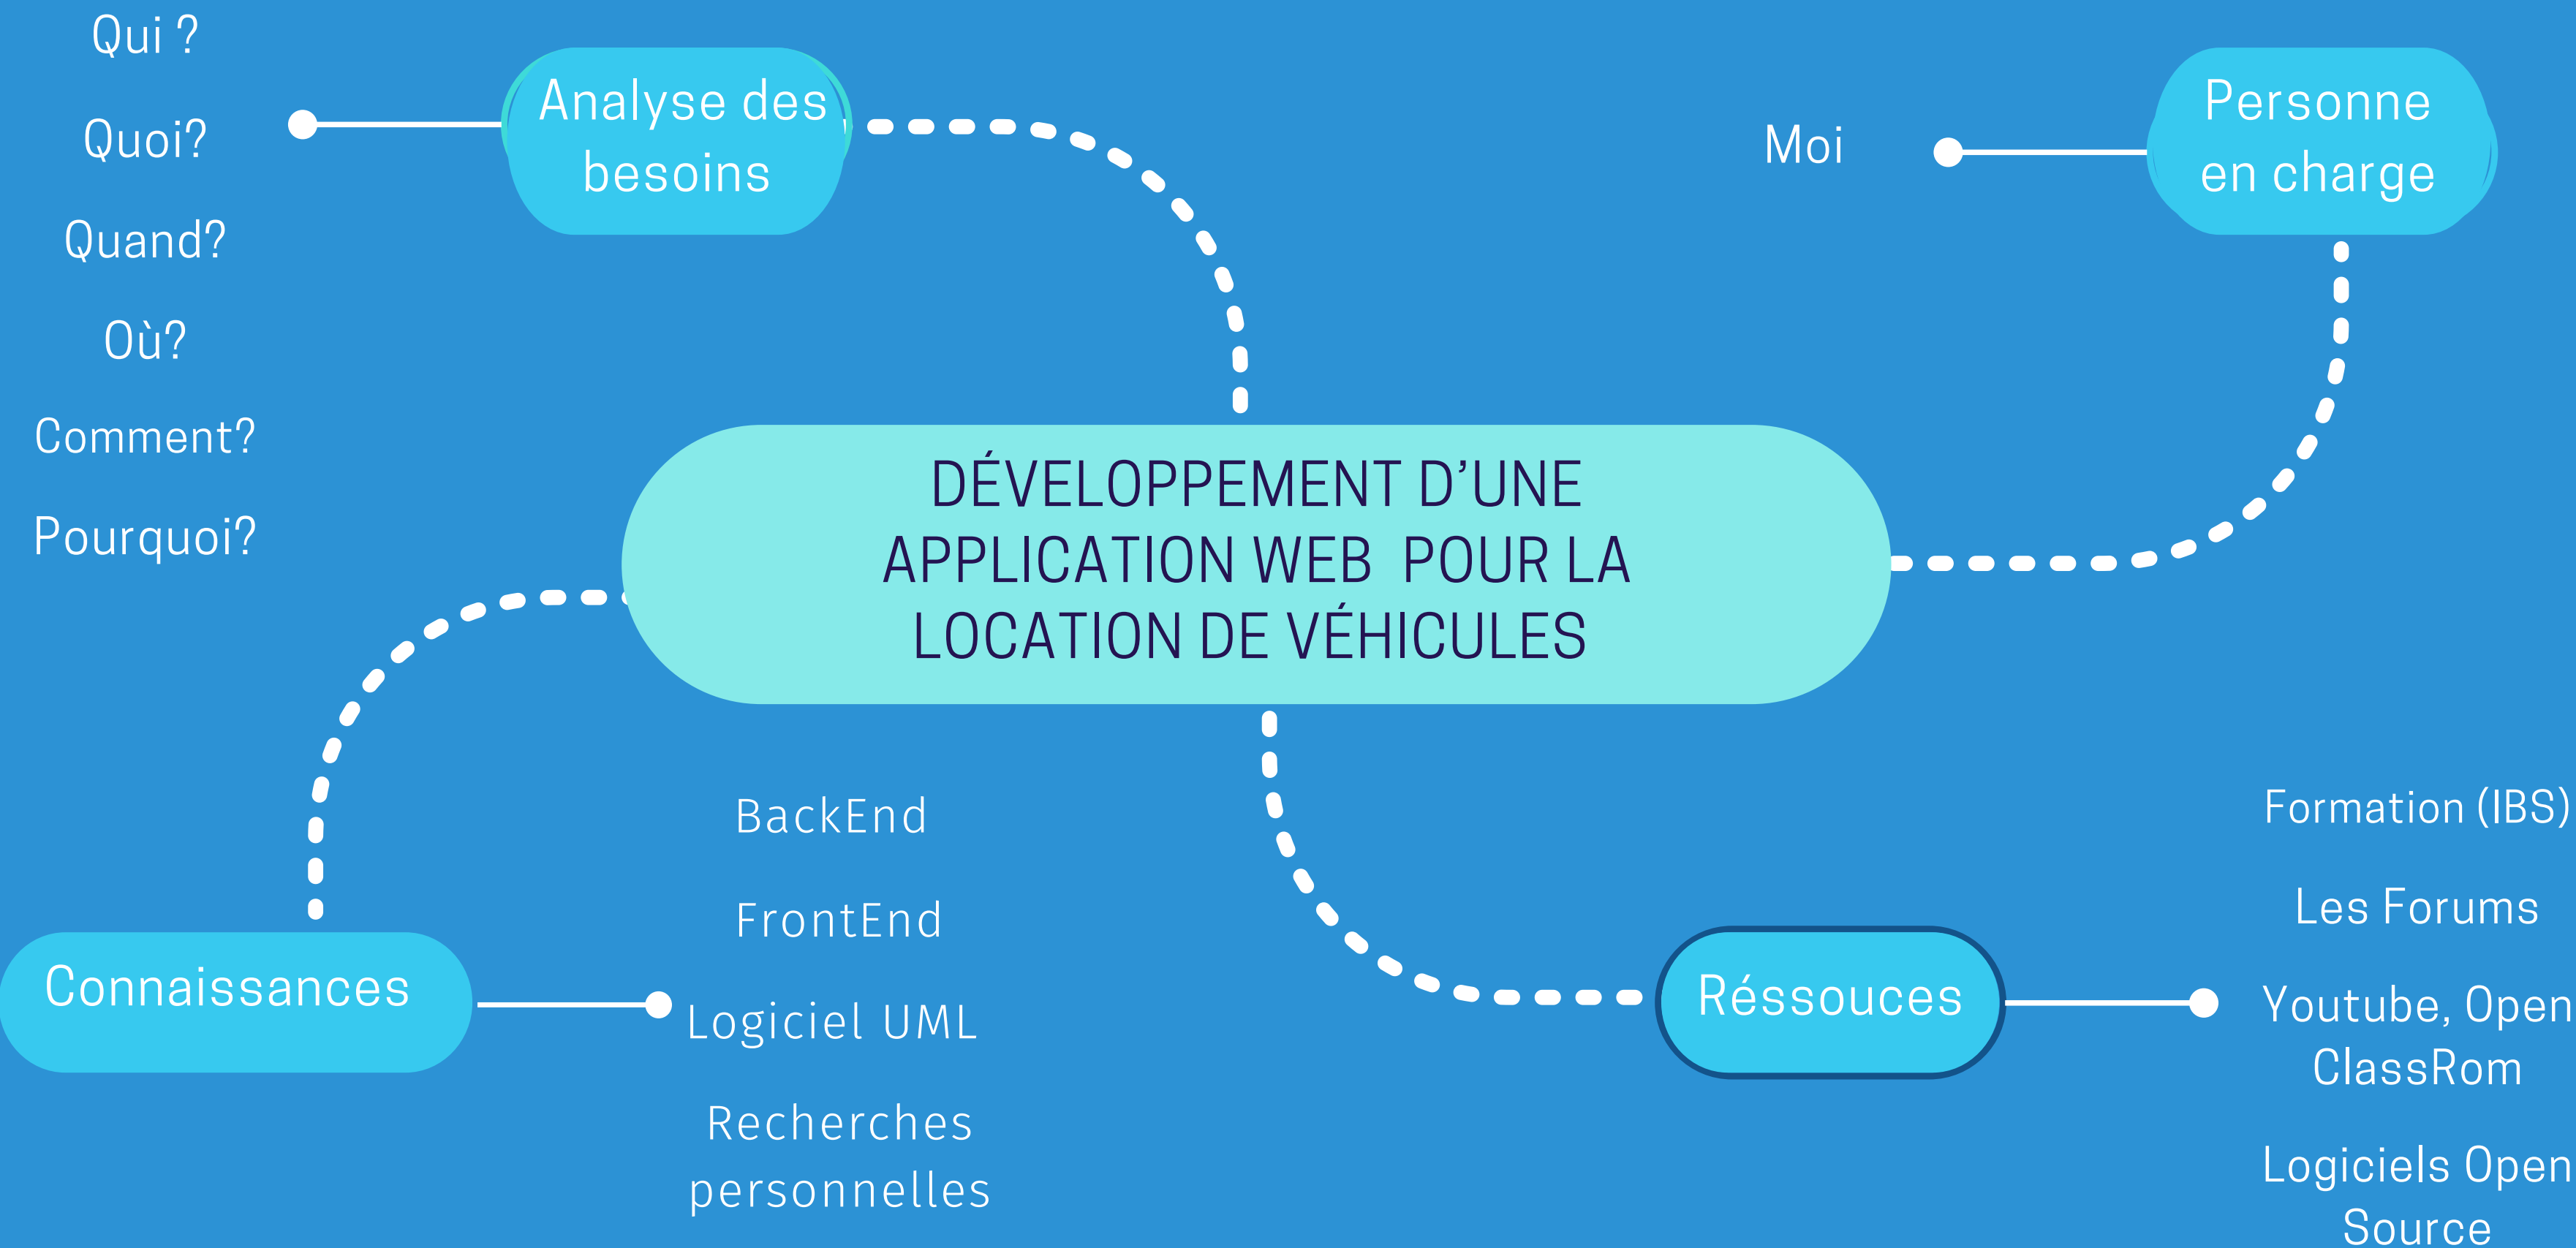 Qui ?
Quoi?
Quand?
Où?
Comment?
Pourquoi?
Analyse des
besoins
Moi
Personne
en charge
DÉVELOPPEMENT D'UNE
APPLICATION WEB POUR LA
LOCATION DE VÉHICULES
Connaissances
BackEnd
FrontEnd
Logiciel UML
Recherches
personnelles
Réssouces
Formation (IBS)
Les Forums
Youtube, Open
ClassRom
Logiciels Open
Source